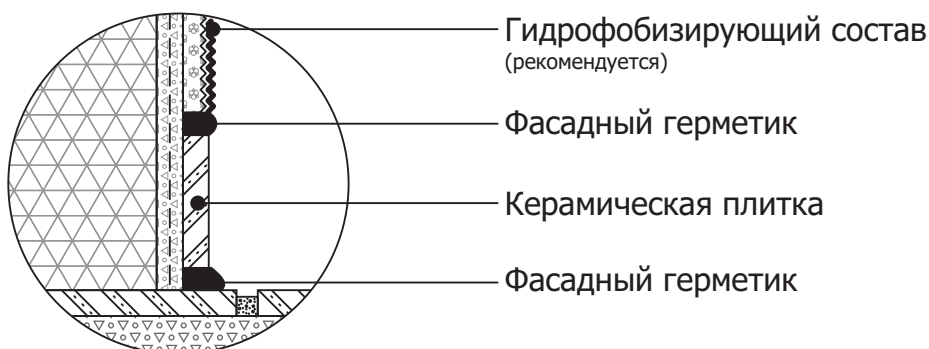 Гидрофобизирующий состав
(рекомендуется)
Фасадный герметик
Керамическая плитка
Фасадный герметик